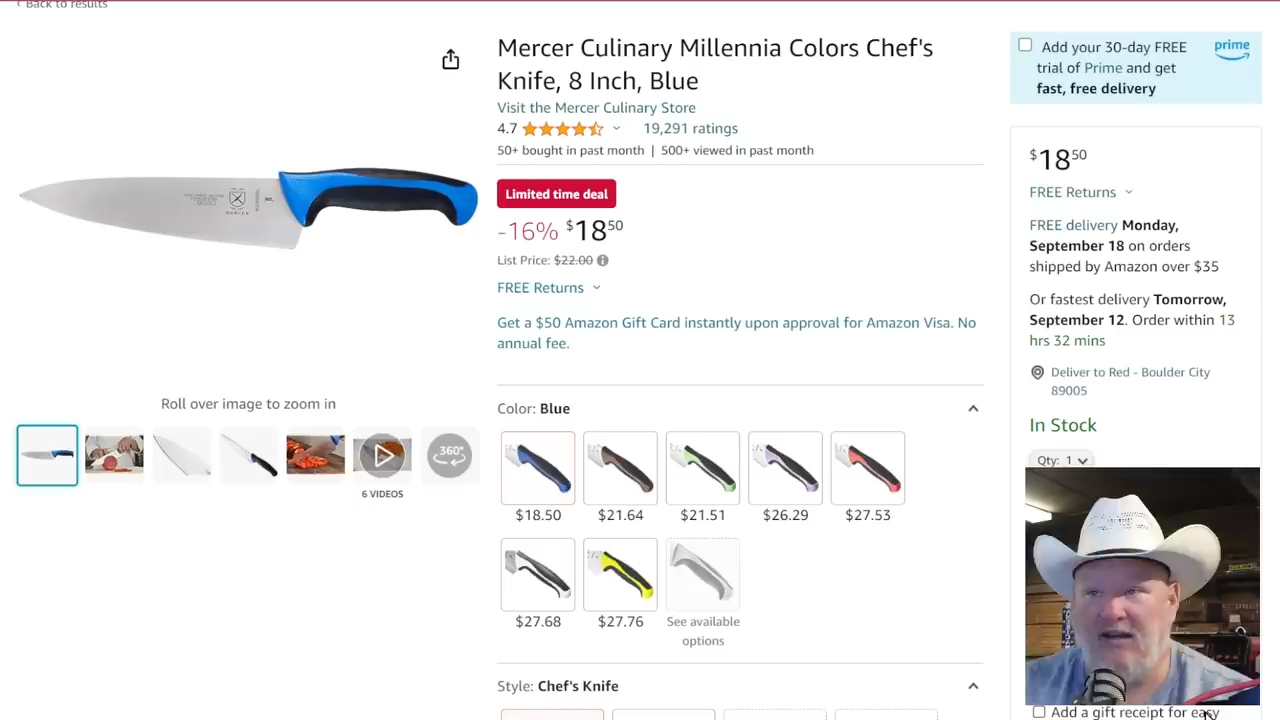 ‹ Back to results
Mercer Culinary Millennia Colors Chef's
Knife, 8 Inch, Blue
Visit the Mercer Culinary Store
4.7
19,291 ratings
50+ bought in past month | 500+ viewed in past month
Limited time deal
-16% $18 50
List Price: $22.00
FREE Returns
Get a $50 Amazon Gift Card instantly upon approval for Amazon Visa. No
annual fee.
Roll over image to zoom in
360°
6 VIDEOS
Color: Blue
$18.50
$21.64
$21.51
$26.29
$27.53
$27.68
$27.76
See available
options
Style: Chef's Knife
Add your 30-day FREE
trial of Prime and get
fast, free delivery
prime
$18 50
FREE Returns
FREE delivery Monday,
September 18 on orders
shipped by Amazon over $35
Or fastest delivery Tomorrow,
September 12. Order within 13
hrs 32 mins
Deliver to Red - Boulder City
89005
In Stock
Qty: 1
Add a gift receipt for easy
MERCER